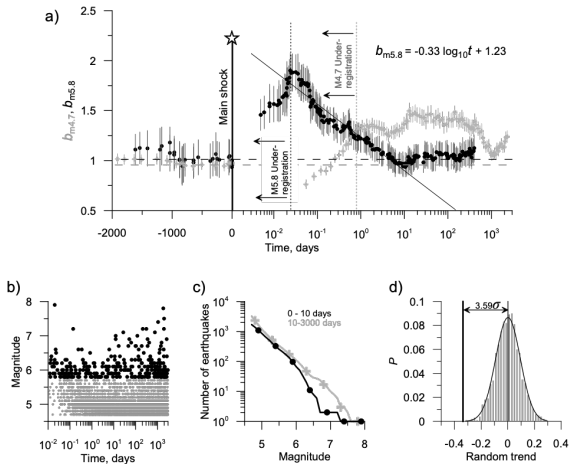 a)
2.5
2
1.5
1
0.5
b_m4.7, b_m5.8
Main shock
M4.7 Under-
registration
M5.8 Under-
registration
b_m5.8 = -0.33 log₁₀t + 1.23
-2000 -1000 0 10⁻² 10⁻¹ 10⁰ 10¹ 10² 10³
Time, days
b)
8
7
6
5
Magnitude
10⁻² 10⁻¹ 10⁰ 10¹ 10² 10³
Time, days
c)
10⁴
10³
10² 
10¹
10⁰
Number of earthquakes
0 - 10 days
10-3000 days
5 6 7 8
Magnitude
d)
0.1
0.08
0.06
0.04
0.02
0
P
3.59σ
-0.4 -0.2 0 0.2 0.4
Random trend